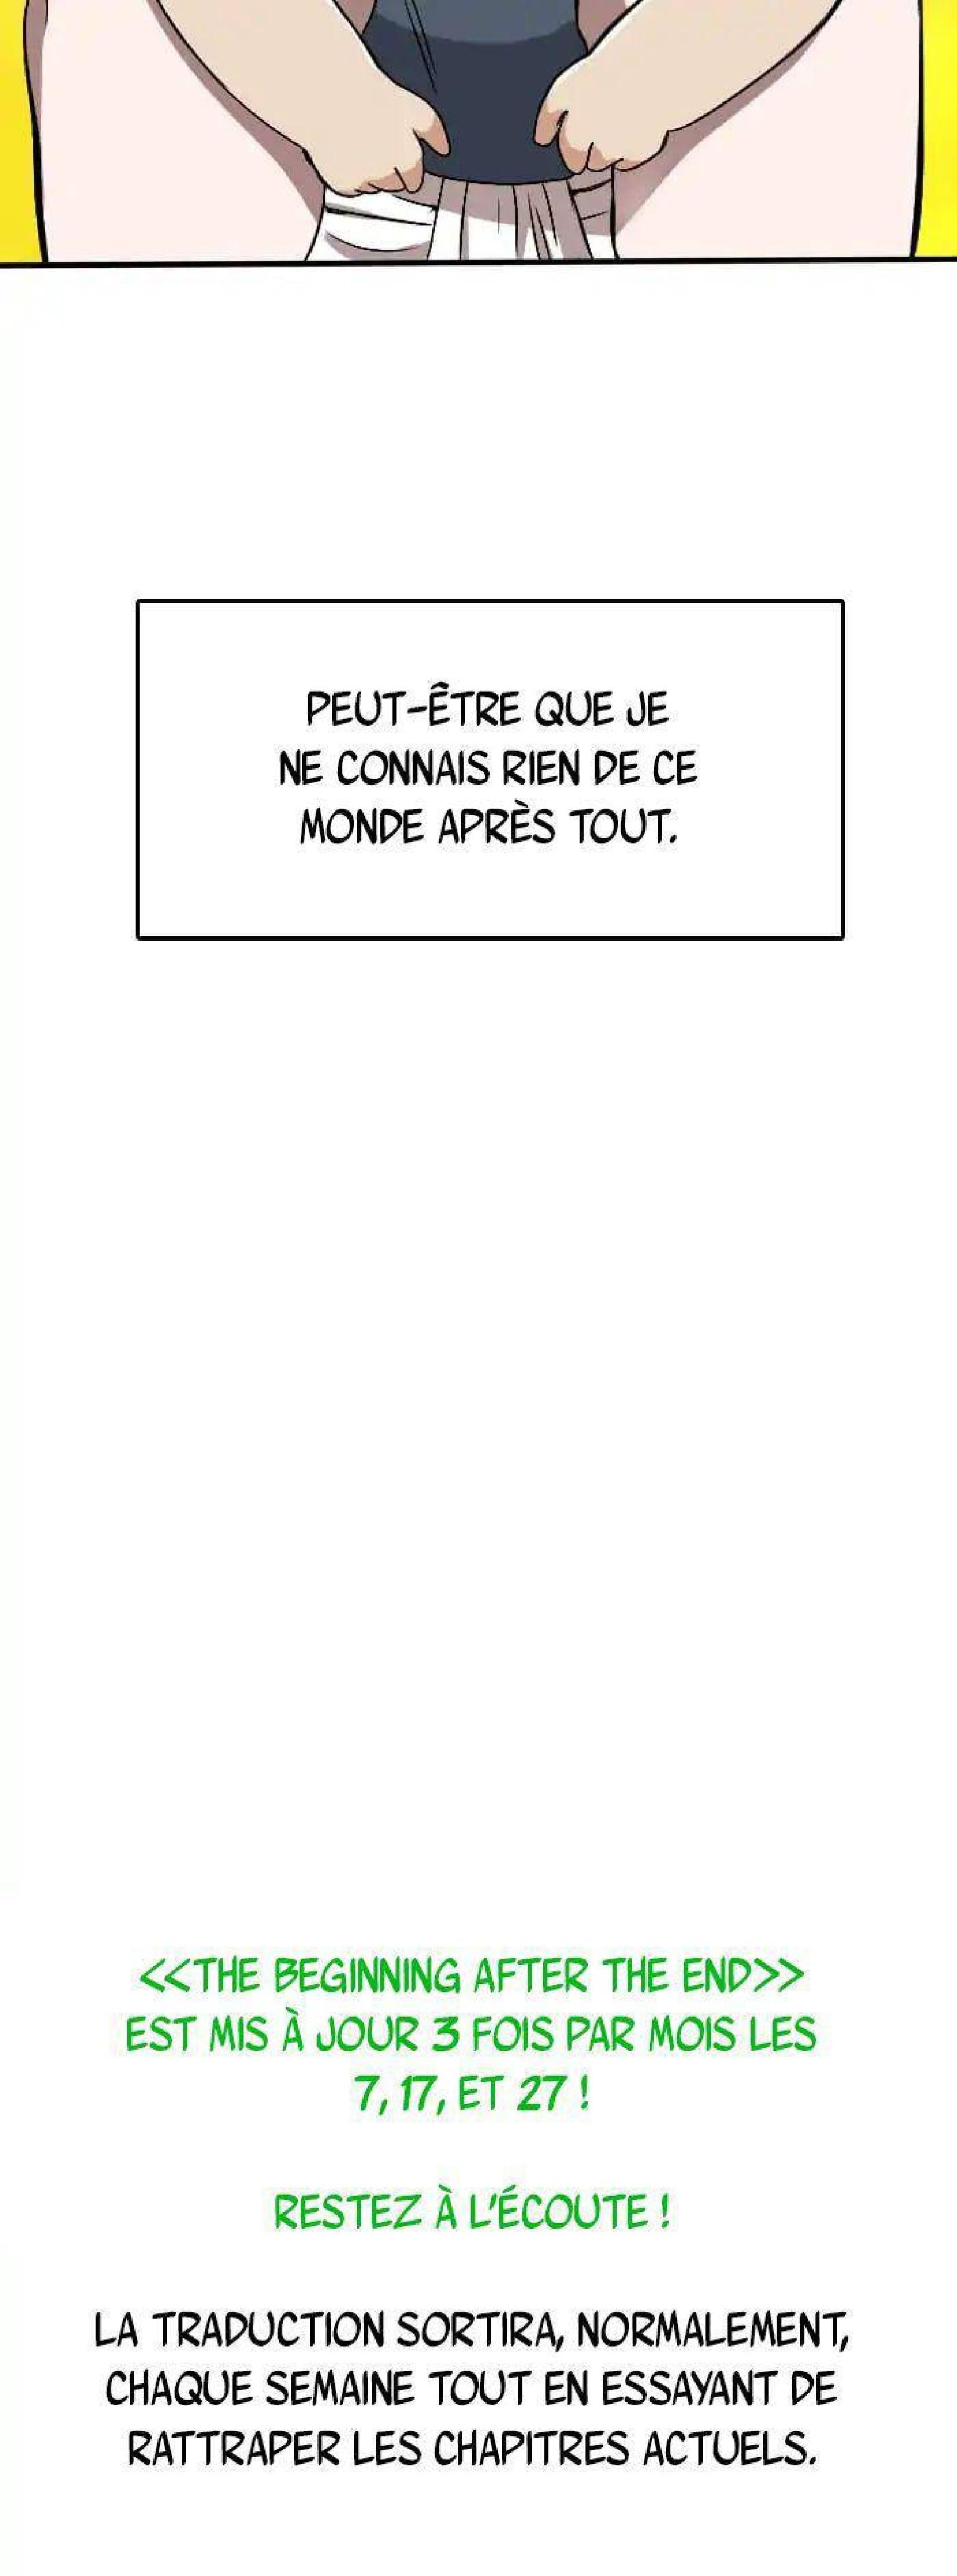 PEUT-ÊTRE QUE JE
NE CONNAIS RIEN DE CE
MONDE APRÈS TOUT.
<<THE BEGINNING AFTER THE END>>
EST MIS À JOUR 3 FOIS PAR MOIS LES
7, 17, ET 27 !
RESTEZ À L'ÉCOUTE !
LA TRADUCTION SORTIRA, NORMALEMENT,
CHAQUE SEMAINE TOUT EN ESSAYANT DE
RATTRAPER LES CHAPITRES ACTUELS.